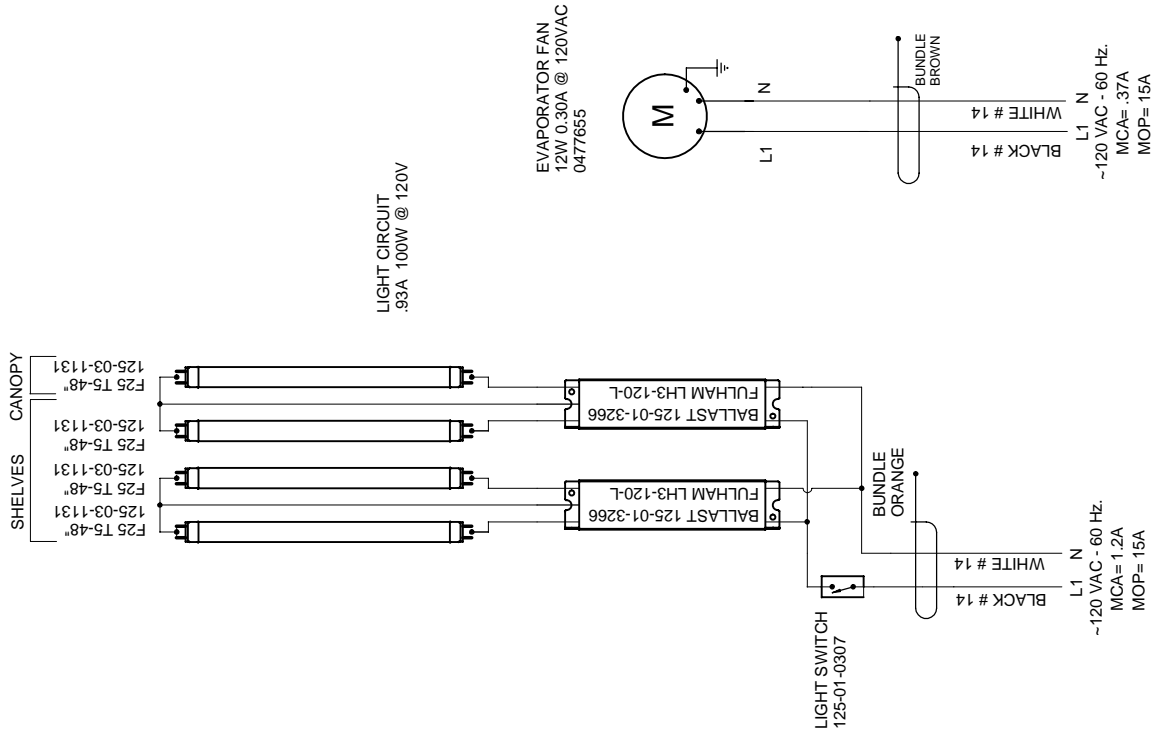 EVAPORATOR FAN
12W 0.30A @ 120VAC
0477655
M
L1
N
BUNDLE
BROWN
WHITE # 14
BLACK # 14
L1 N
~120 VAC - 60 Hz.
MCA= .37A
MOP= 15A
LIGHT CIRCUIT
.93A 100W @ 120V
SHELVES
CANOPY
F25 T5-48"
125-03-1131
F25 T5-48"
125-03-1131
F25 T5-48"
125-03-1131
F25 T5-48"
125-03-1131
BALLAST 125-01-3266
FULHAM LH3-120-L
BALLAST 125-01-3266
FULHAM LH3-120-L
BUNDLE
ORANGE
LIGHT SWITCH
125-01-0307
WHITE # 14
BLACK # 14
L1 N
~120 VAC - 60 Hz.
MCA= 1.2A
MOP= 15A